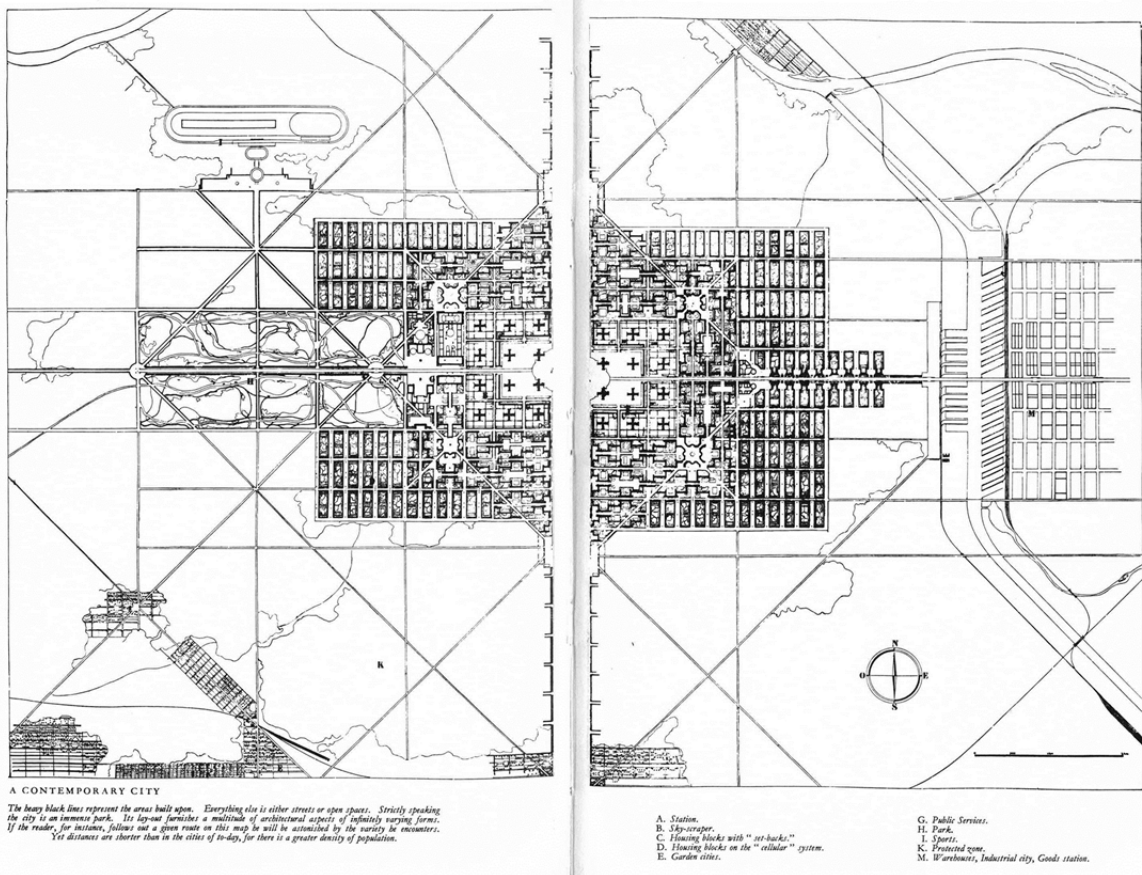 H
K
M
N
O
E
S
A CONTEMPORARY CITY
The heavy black lines represent the areas built upon. Everything else is either streets or open spaces. Strictly speaking
the city is an immense park. Its lay-out furnishes a multitude of architectural aspects of infinitely varying forms.
If the reader, for instance, follows out a given route on this map he will be astonished by the variety he encounters.
Yet distances are shorter than in the cities of to-day, for there is a greater density of population.
A. Station.
B. Sky-scraper.
C. Housing blocks with " set-backs."
D. Housing blocks on the " cellular " system.
E. Garden cities.
G. Public Services.
H. Park.
I. Sports.
K. Protected zone.
M. Warehouses, Industrial city, Goods station.